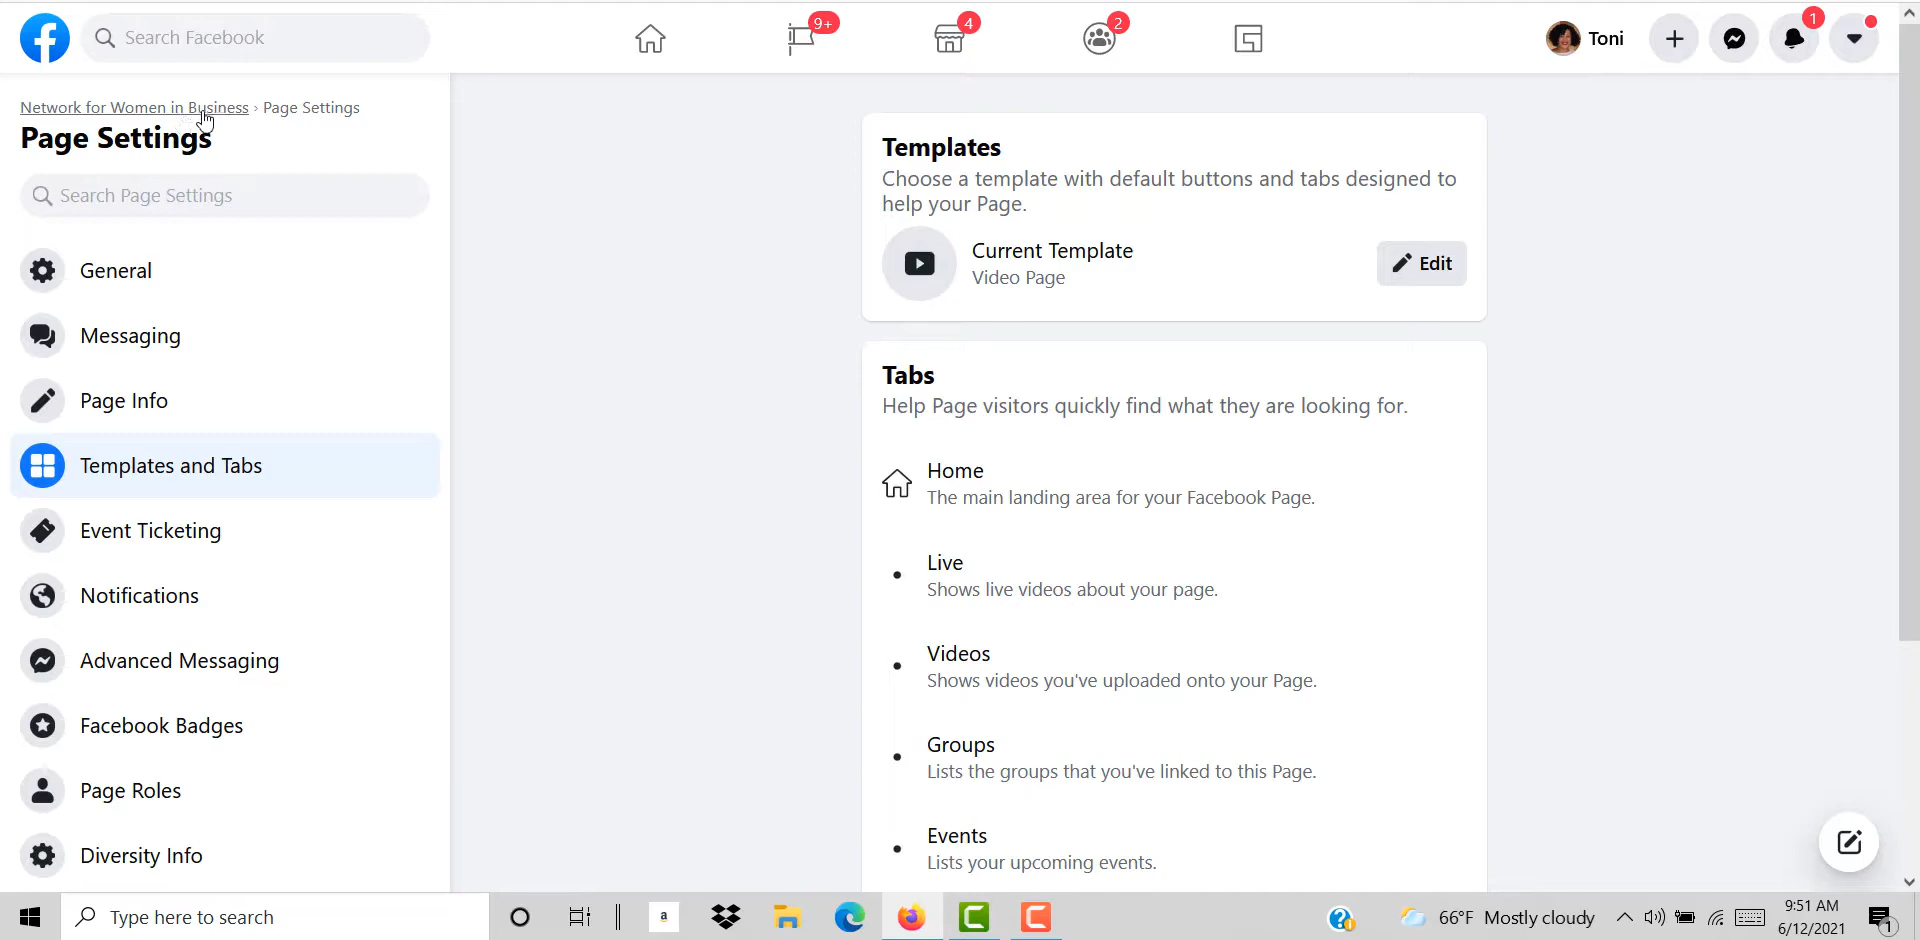 Search Facebook
9+
4
2
Toni
1
Network for Women in Business › Page Settings
Page Settings
Search Page Settings
General
Messaging
Page Info
Templates and Tabs
Event Ticketing
Notifications
Advanced Messaging
Facebook Badges
Page Roles
Diversity Info
Templates
Choose a template with default buttons and tabs designed to
help your Page.
Current Template
Video Page
Edit
Tabs
Help Page visitors quickly find what they are looking for.
Home
The main landing area for your Facebook Page.
Live
Shows live videos about your page.
Videos
Shows videos you've uploaded onto your Page.
Groups
Lists the groups that you've linked to this Page.
Events
Lists your upcoming events.
Type here to search
a
66°F Mostly cloudy
9:51 AM
6/12/2021
1